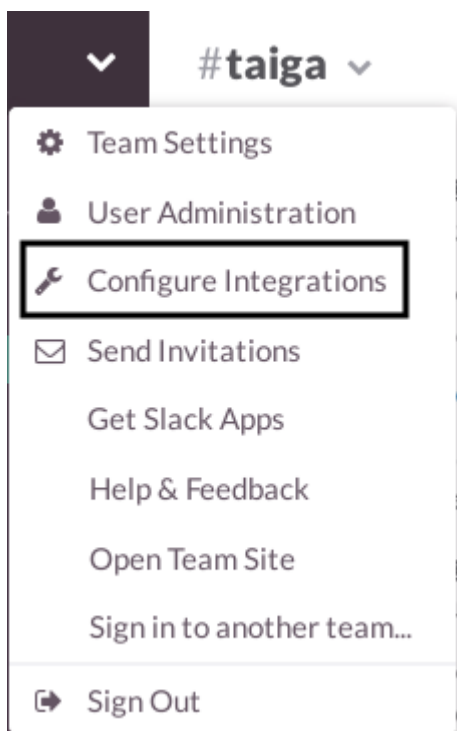 #taiga
Team Settings
User Administration
Configure Integrations
Send Invitations
Get Slack Apps
Help & Feedback
Open Team Site
Sign in to another team...
Sign Out